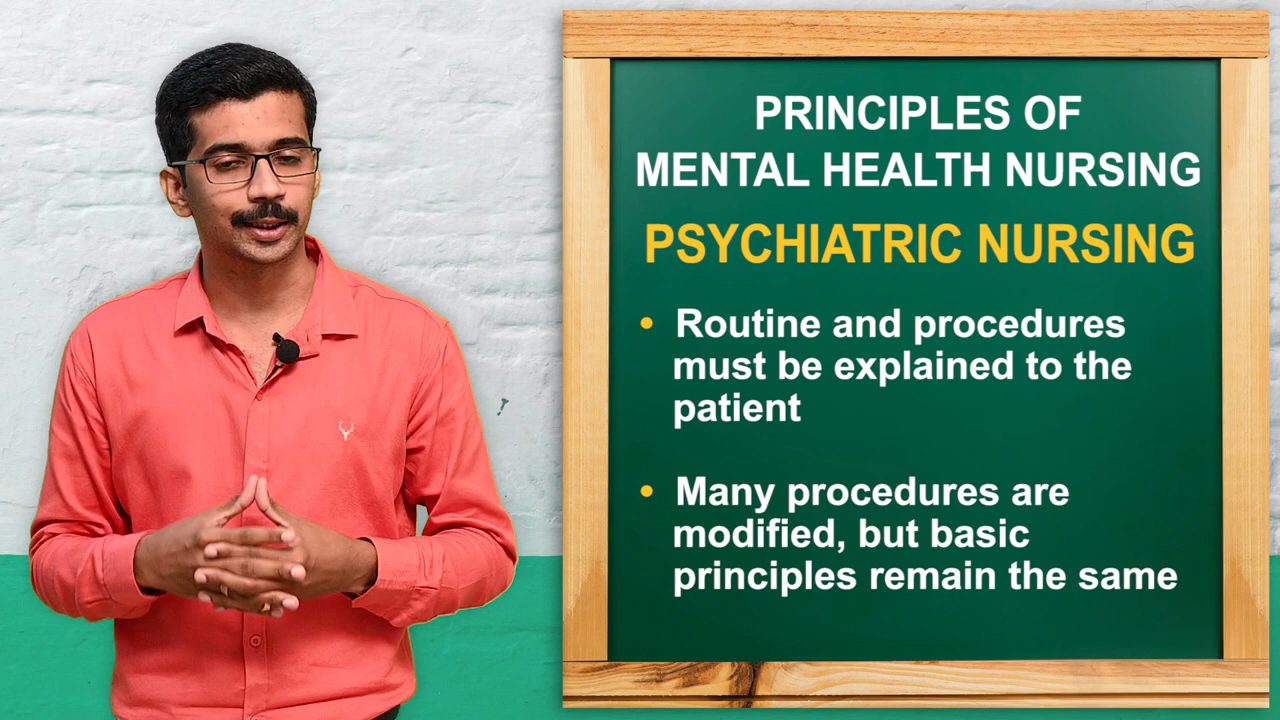 PRINCIPLES OF
MENTAL HEALTH NURSING
PSYCHIATRIC NURSING
• Routine and procedures
must be explained to the
patient
• Many procedures are
modified, but basic
principles remain the same